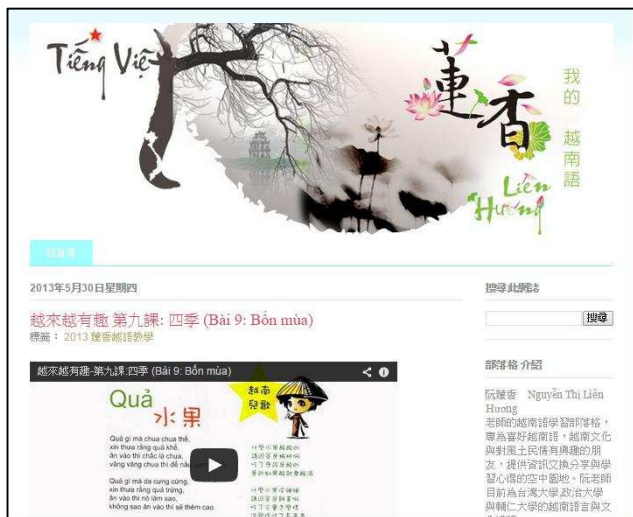 Tiếng Việt
蓮香
Liên
Hương
我的 越南語
2013年5月30日星期四
越來越有趣 第九課: 四季 (Bài 9: Bốn mùa)
標籤： 2013 蓮香越語教學
越來越有趣-第九課:四季 (Bài 9: Bốn mùa)
Quả
水果
越南
兒歌
Quả gì mà chua chua thế,
xin thưa rằng quả khế.
ăn vào thì chắc là chua,
vâng vâng chua thì để nấu
Quả gì mà da cưng cứng,
xin thưa rằng quả trứng,
ăn vào thì nó làm sao,
không sao ăn vào thì sẽ thêm cao.
搜尋此網誌
搜尋
部落格 介紹
阮蓮香 Nguyễn Thị Liên
Hương
老師的越南語學習部落格，
專為喜好越南語，越南文化
與對風土民情有興趣的朋
友，提供資訊交換分享與學
習心得的空中園地。阮老師
目前為台灣大學,政治大學
與輔仁大學的越南語言與文